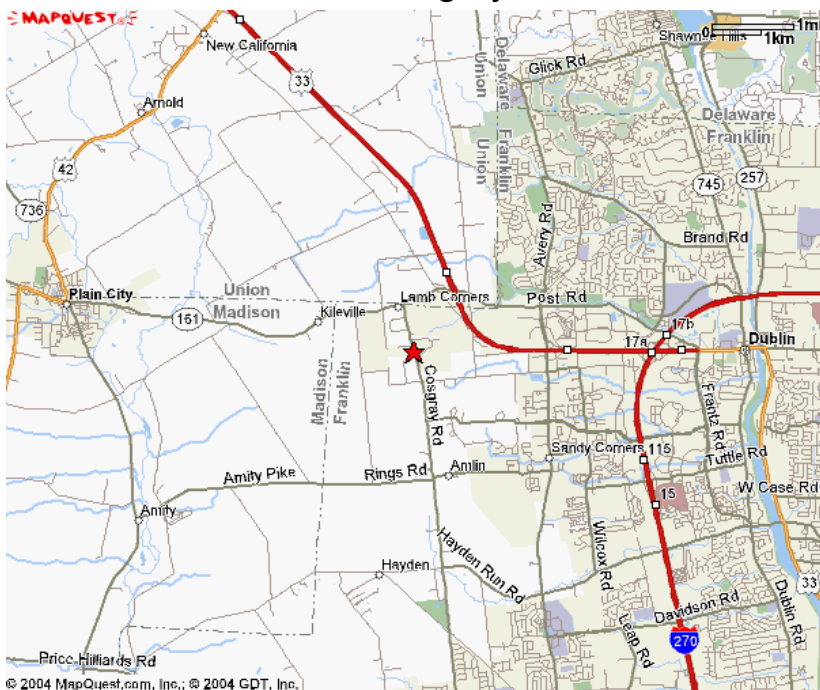 MAPQUEST
New California
Shawnee Hills
0
1mi
1km
Glick Rd
33
Delaware
Union
Franklin
Union
Delaware
Franklin
Arnold
42
736
745
257
Avery Rd
Brand Rd
Plain City
Union
Madison
161
Kileville
Lamb Corners
Post Rd
17b
17a
Dublin
Madison
Franklin
Cosgray Rd
Frantz Rd
Sandy Corners
115
Tuttle Rd
Amity Pike
Rings Rd
Amlin
W Case Rd
15
Amity
Wilcox Rd
Hayden Run Rd
Hayden
33
Davidson Rd
Dublin Rd
Leap Rd
270
Price Hilliards Rd
© 2004 MapQuest.com, Inc.; © 2004 GDT, Inc.